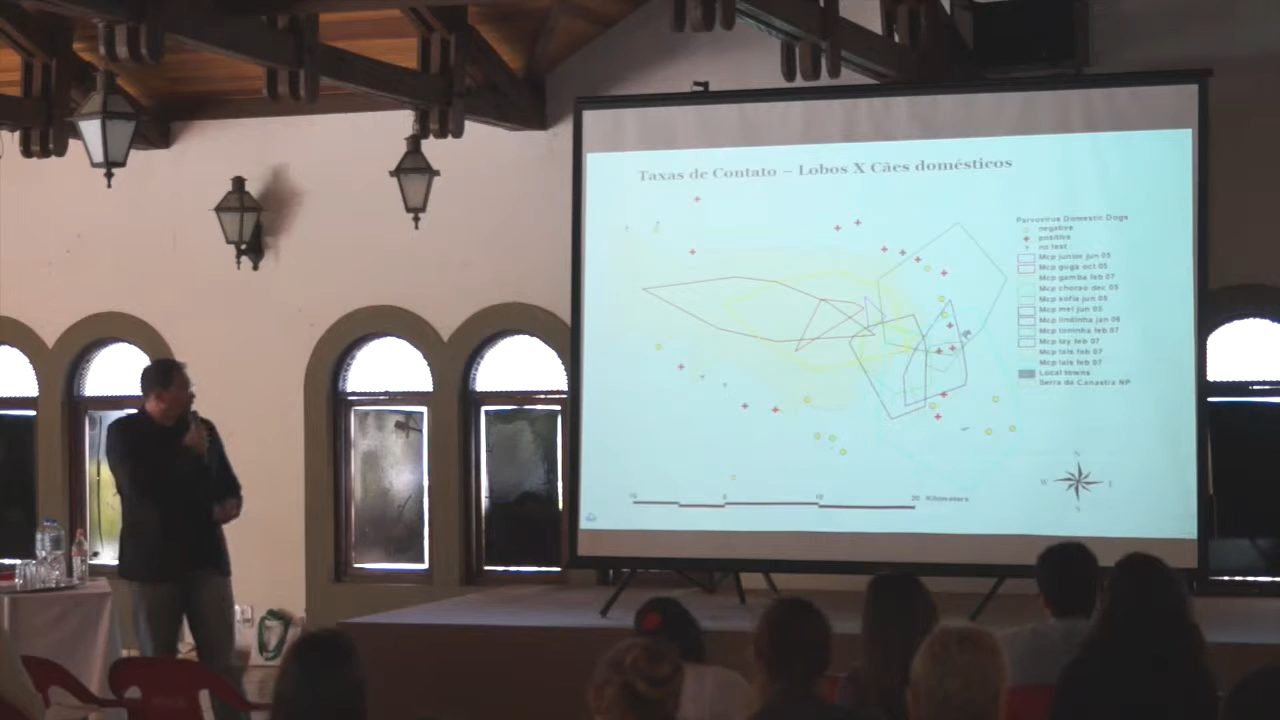 Taxas de Contato – Lobos X Cães domésticos
Parvovirus Domestic Dogs
negative
positive
no test
Mcp junior jun 05
Mcp guga oct 05
Mcp gamba feb 07
Mcp chorao dec 05
Mcp sofia jun 05
Mcp mel jun 05
Mcp lindinha jan 06
Mcp toninha feb 07
Mcp lay feb 07
Mcp tais feb 07
Mcp tais feb 07
Local towns
Serra da Canastra NP
N
W
E
S
10
0
10
20 Kilometers